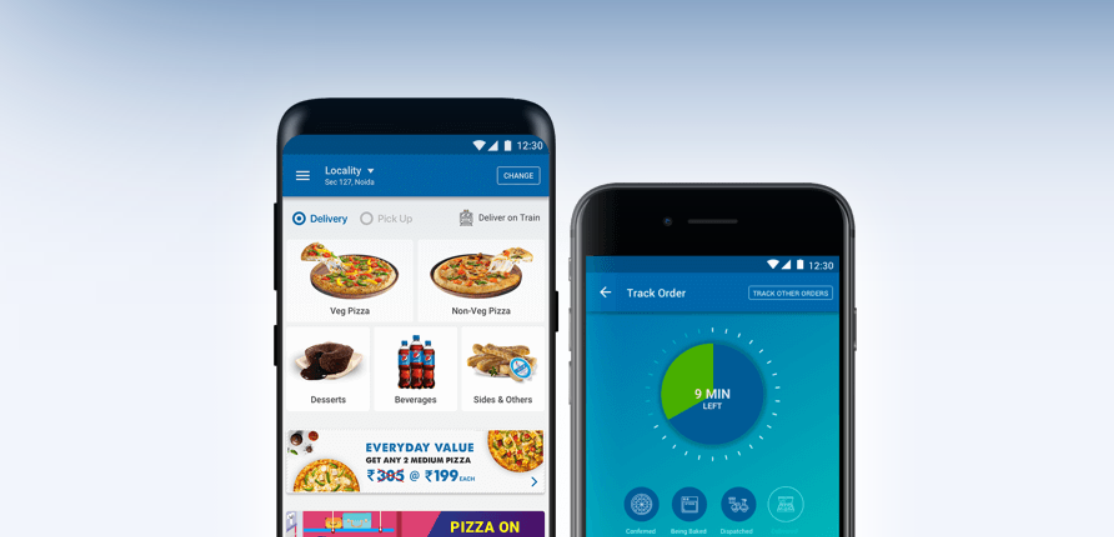 12:30
Locality
Sec 127, Noida
CHANGE
Delivery
Pick Up
Deliver on Train
Veg Pizza
Non-Veg Pizza
Desserts
Beverages
Sides & Others
EVERYDAY VALUE
GET ANY 2 MEDIUM PIZZA
₹305 @ ₹199 EACH
PIZZA ON
12:30
Track Order
TRACK OTHER ORDERS
9 MIN
LEFT
Confirmed
Being Baked
Dispatched